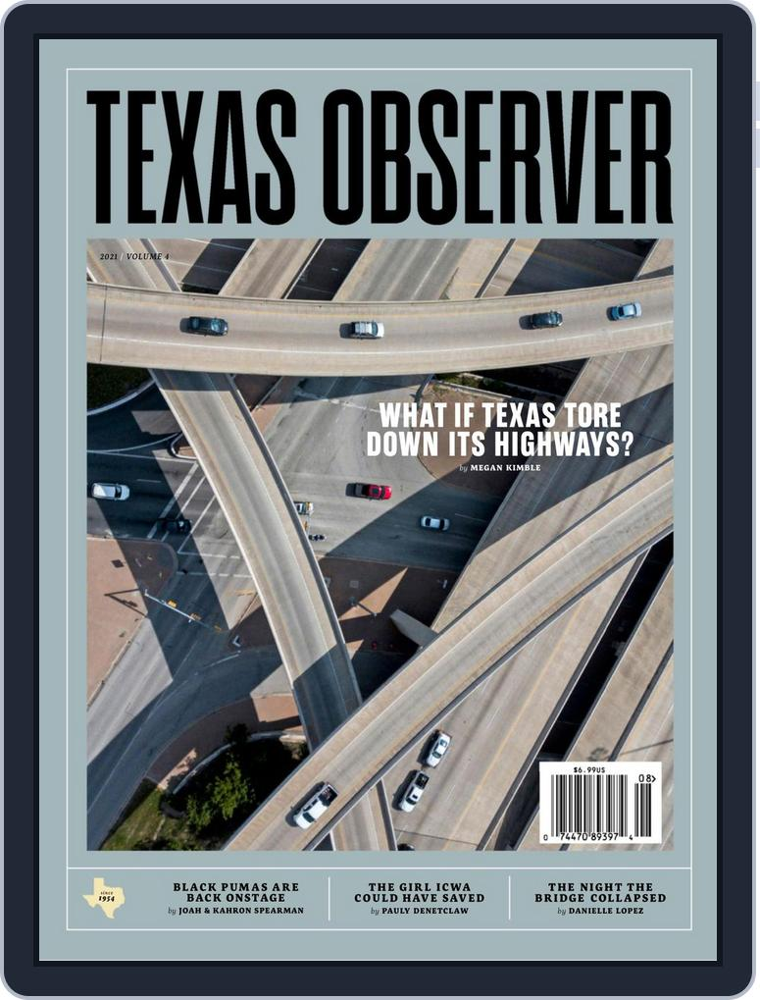 TEXAS OBSERVER
2021 / VOLUME 4
WHAT IF TEXAS TORE
DOWN ITS HIGHWAYS?
by MEGAN KIMBLE
$6.99US
08>
0 74470 89397 4
SINCE
1954
BLACK PUMAS ARE
BACK ONSTAGE
by JOAH & KAHRON SPEARMAN
THE GIRL ICWA
COULD HAVE SAVED
by PAULY DENETCLAW
THE NIGHT THE
BRIDGE COLLAPSED
by DANIELLE LOPEZ